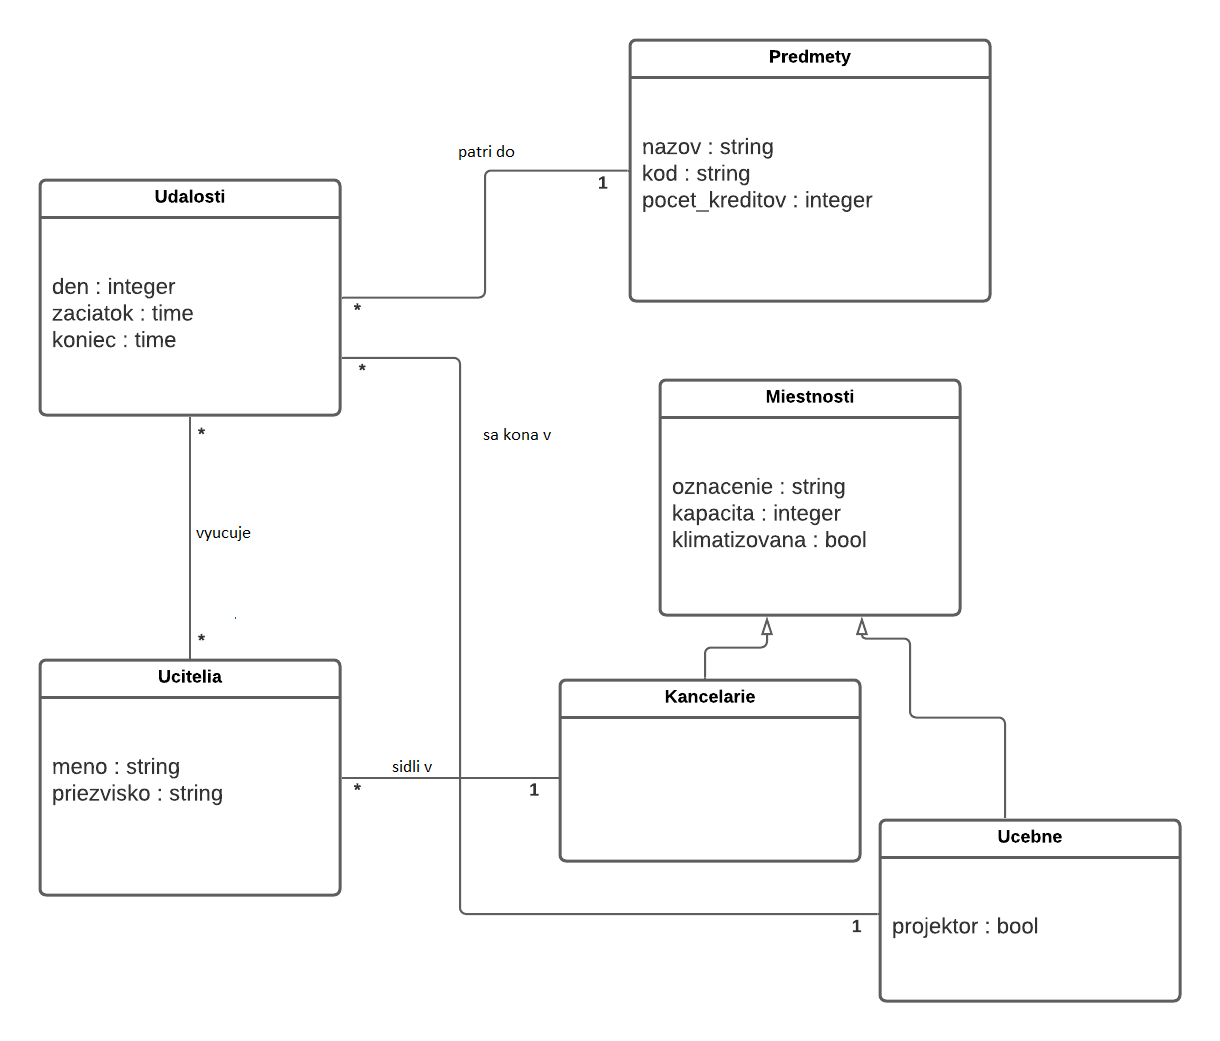 Predmety
nazov : string
kod : string
pocet_kreditov : integer
patri do
1
Udalosti
den : integer
zaciatok : time
koniec : time
*
*
*
sa kona v
Miestnosti
oznacenie : string
kapacita : integer
klimatizovana : bool
vyucuje
*
Ucitelia
meno : string
priezvisko : string
sidli v
*
1
Kancelarie
Ucebne
projektor : bool
1